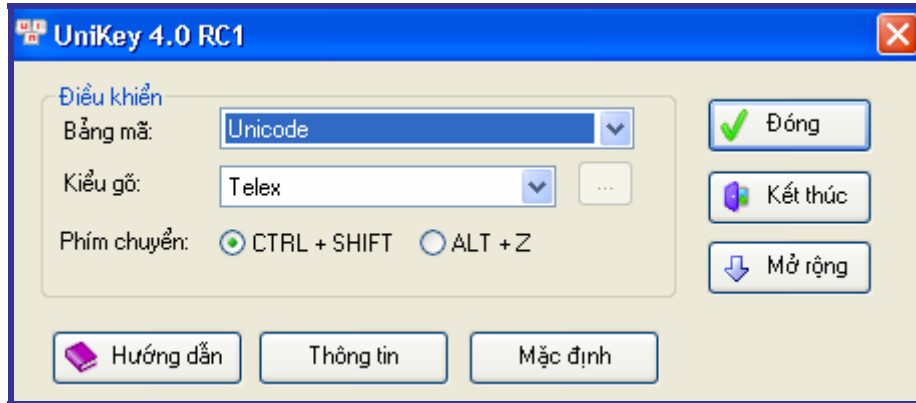 UniKey 4.0 RC1
Điều khiển
Bảng mã: Unicode
Đóng
Kiểu gõ: Telex ...
Kết thúc
Phím chuyển: CTRL + SHIFT ALT + Z
Mở rộng
Hướng dẫn Thông tin Mặc định